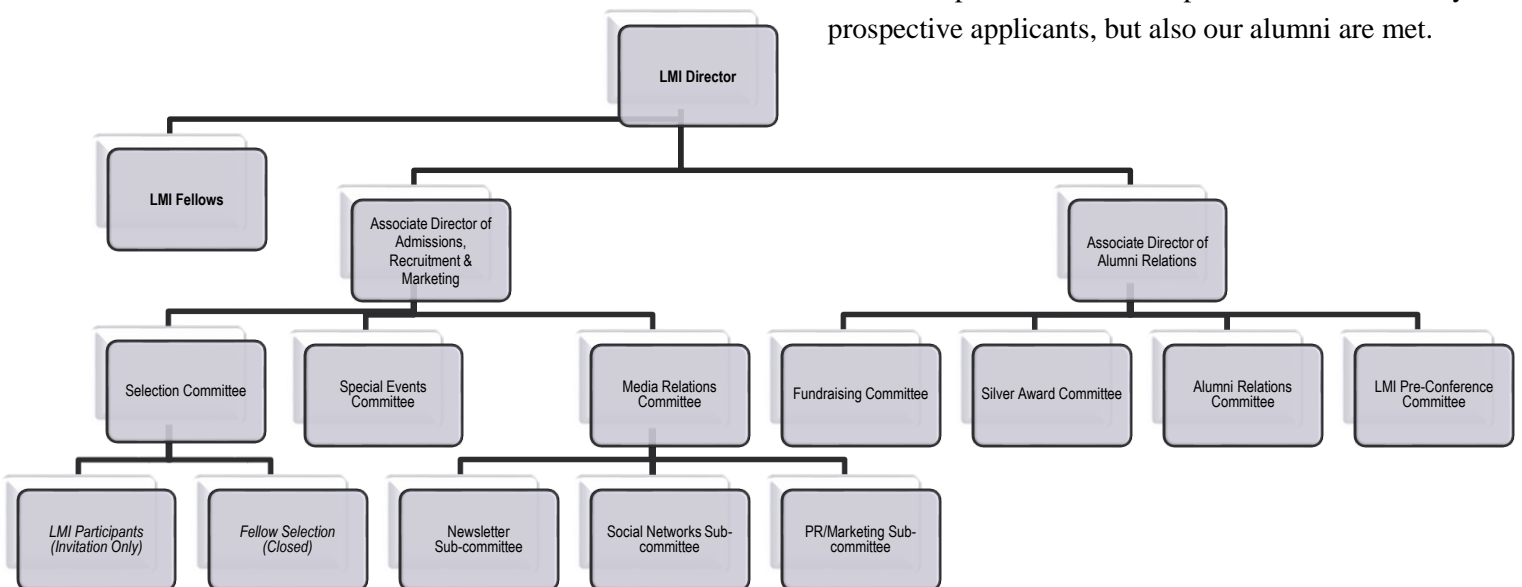 prospective applicants, but also our alumni are met.
LMI Director
LMI Fellows
Associate Director of
Admissions,
Recruitment &
Marketing
Associate Director of
Alumni Relations
Selection Committee
Special Events
Committee
Media Relations
Committee
Fundraising Committee
Silver Award Committee
Alumni Relations
Committee
LMI Pre-Conference
Committee
LMI Participants
(Invitation Only)
Fellow Selection
(Closed)
Newsletter
Sub-committee
Social Networks Sub-
committee
PR/Marketing Sub-
committee